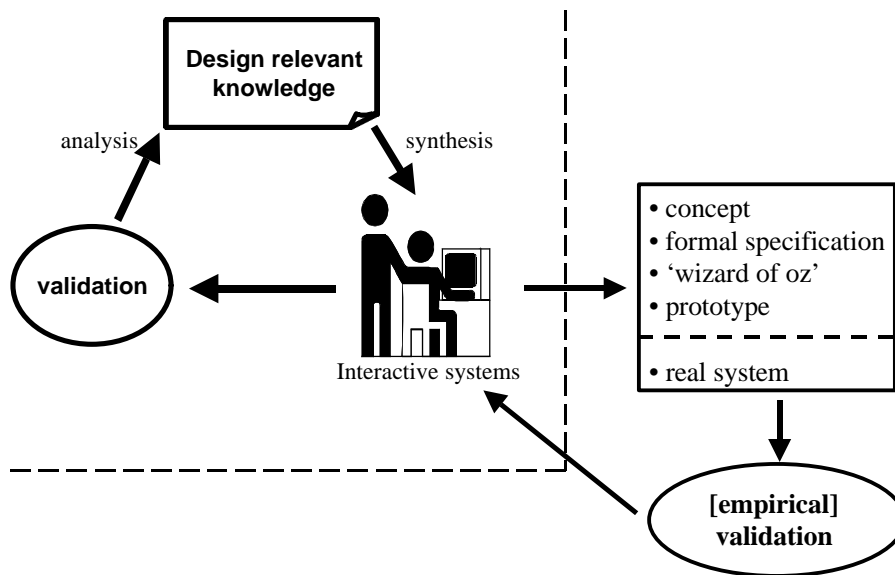 Design relevant
knowledge
analysis
synthesis
validation
Interactive systems
• concept
• formal specification
• ‘wizard of oz’
• prototype
• real system
[empirical]
validation